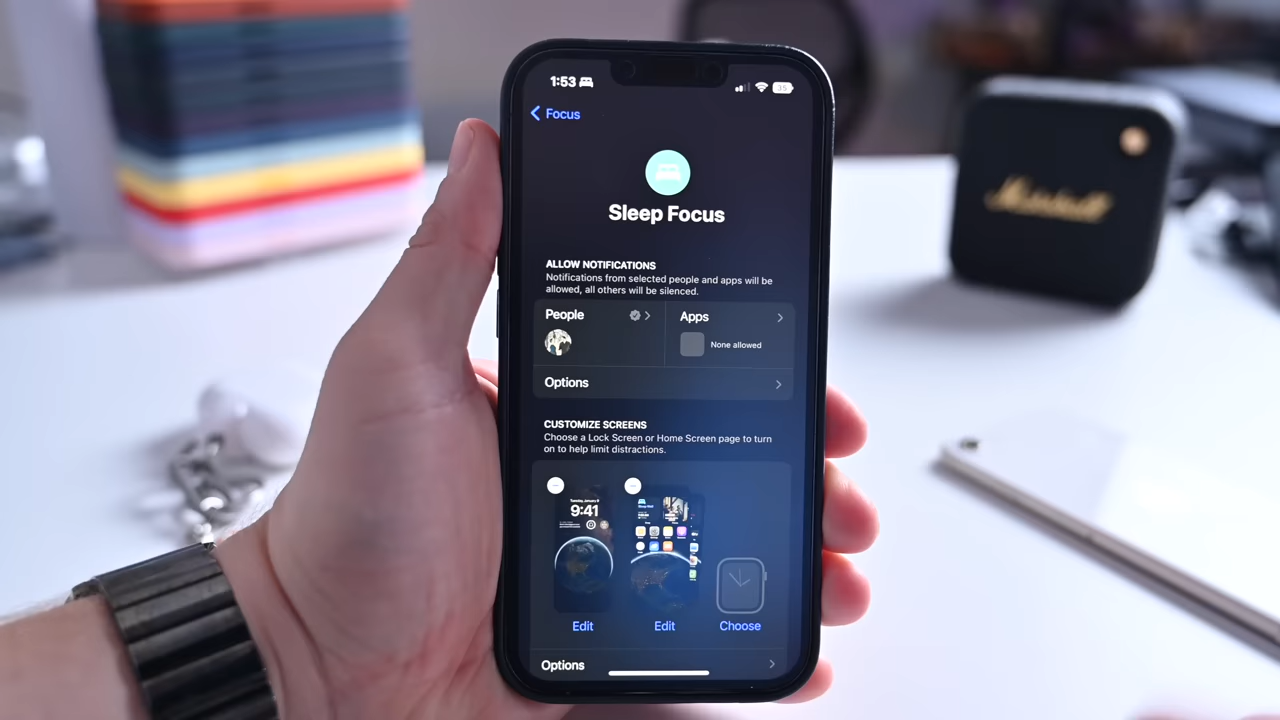 1:53
35
Focus
Sleep Focus
ALLOW NOTIFICATIONS
Notifications from selected people and apps will be
allowed, all others will be silenced.
People
Apps
None allowed
Options
CUSTOMIZE SCREENS
Choose a Lock Screen or Home Screen page to turn
on to help limit distractions.
9:41
Edit
Edit
Choose
Options
Marshall